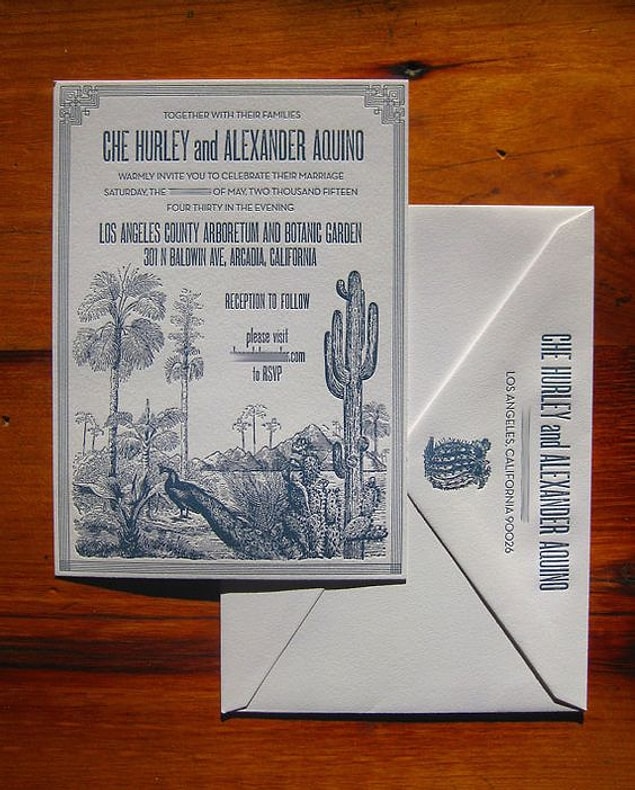 TOGETHER WITH THEIR FAMILIES
CHE HURLEY and ALEXANDER AQUINO
WARMLY INVITE YOU TO CELEBRATE THEIR MARRIAGE
SATURDAY, THE OF MAY, TWO THOUSAND FIFTEEN
FOUR THIRTY IN THE EVENING
LOS ANGELES COUNTY ARBORETUM AND BOTANIC GARDEN
301 N BALDWIN AVE, ARCADIA, CALIFORNIA
RECEPTION TO FOLLOW
please visit
.com
to RSVP
CHE HURLEY and ALEXANDER AQUINO
LOS ANGELES, CALIFORNIA 90026